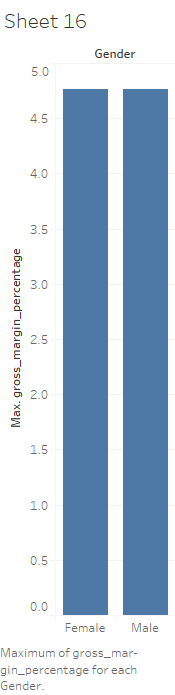 Sheet 16
Gender
5.0
4.5
4.0
3.5
3.0
2.5
2.0
1.5
1.0
0.5
0.0
Max. gross_margin_percentage
Female Male
Maximum of gross_mar-
gin_percentage for each
Gender.